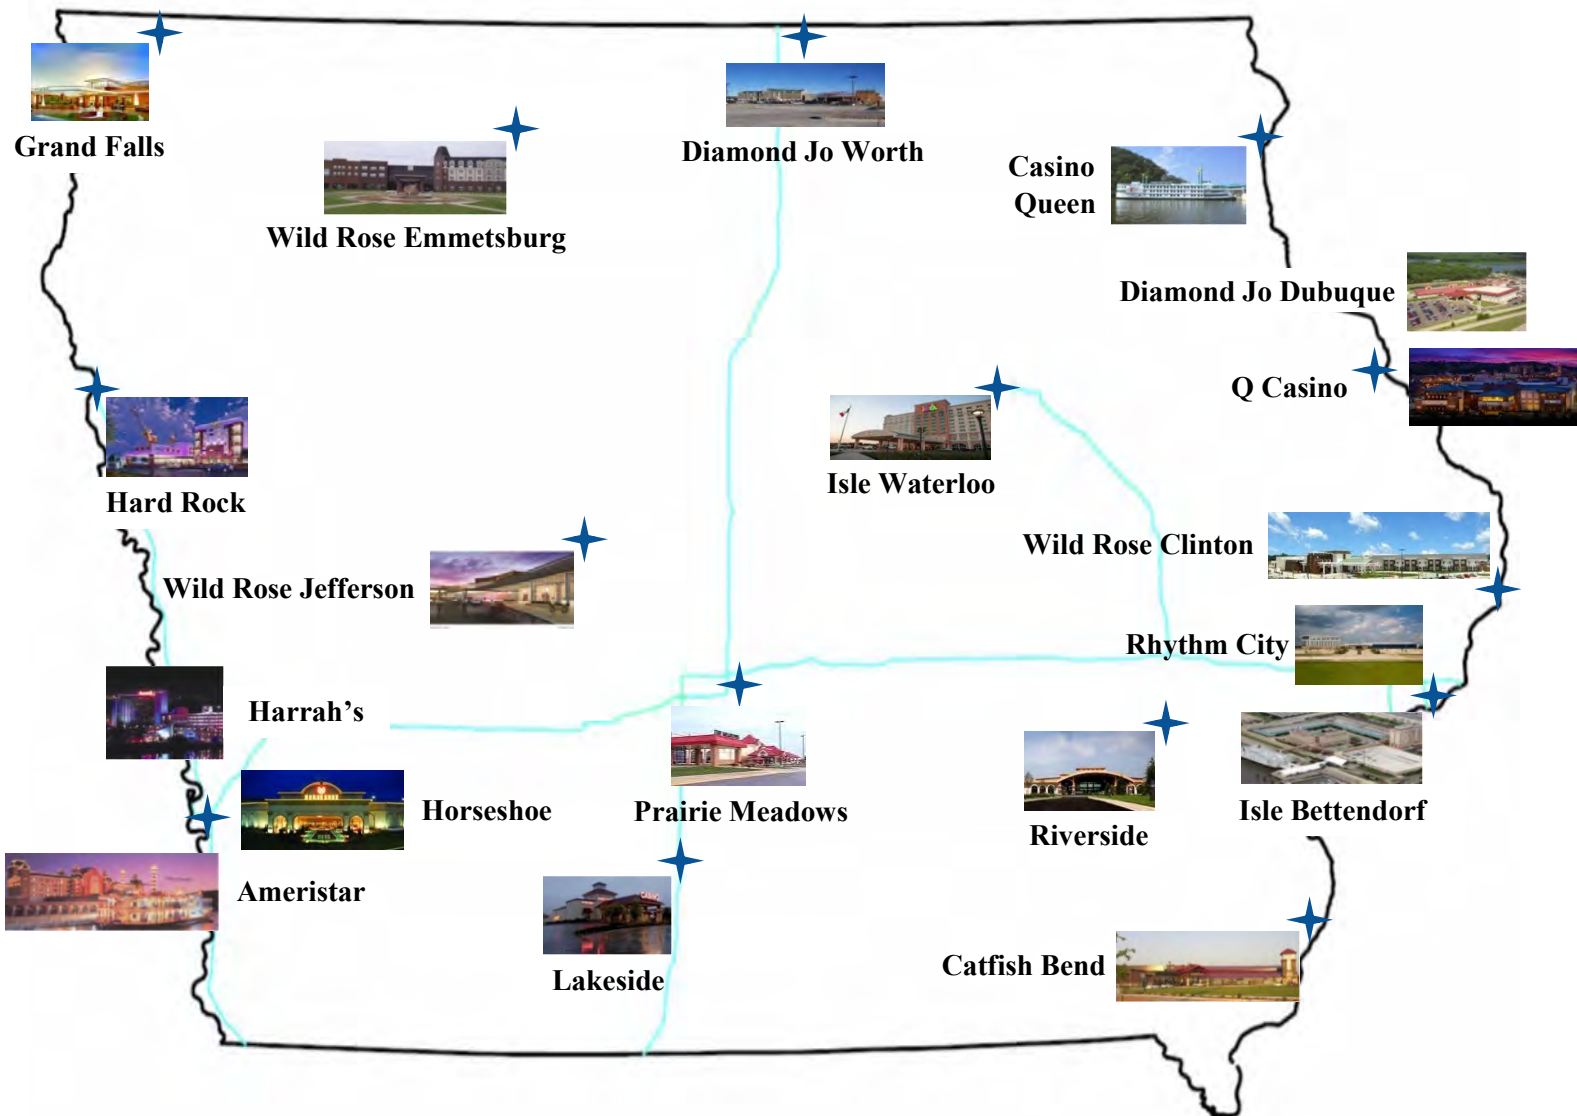 Grand Falls
Wild Rose Emmetsburg
Diamond Jo Worth
Casino
Queen
Diamond Jo Dubuque
Q Casino
Hard Rock
Isle Waterloo
Wild Rose Clinton
Wild Rose Jefferson
Rhythm City
Harrah's
Horseshoe
Prairie Meadows
Riverside
Isle Bettendorf
Ameristar
Lakeside
Catfish Bend